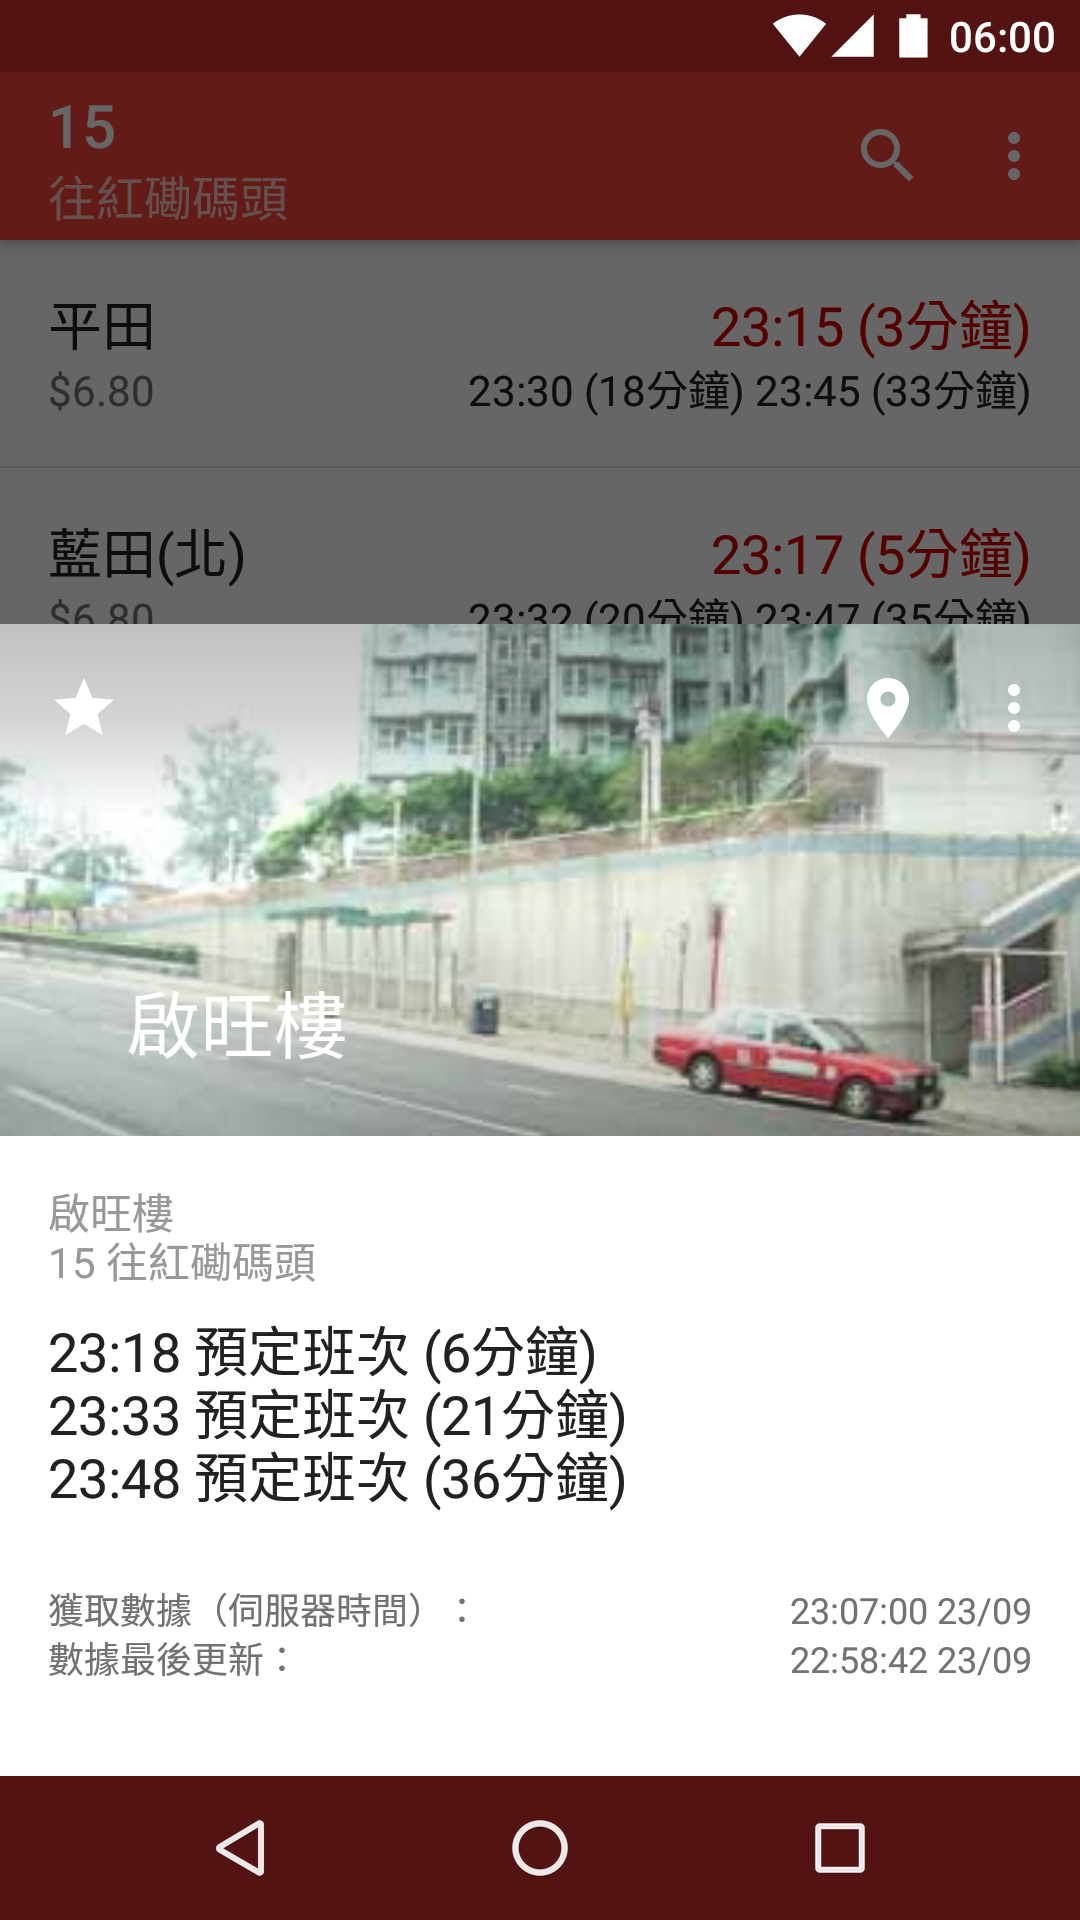 06:00
15
往紅磡碼頭
平田
23:15 (3分鐘)
$6.80
23:30 (18分鐘) 23:45 (33分鐘)
藍田(北)
23:17 (5分鐘)
$6.80
23:32 (20分鐘) 23:47 (35分鐘)
啟旺樓
啟旺樓
15 往紅磡碼頭
23:18 預定班次 (6分鐘)
23:33 預定班次 (21分鐘)
23:48 預定班次 (36分鐘)
獲取數據（伺服器時間）：
23:07:00 23/09
數據最後更新：
22:58:42 23/09